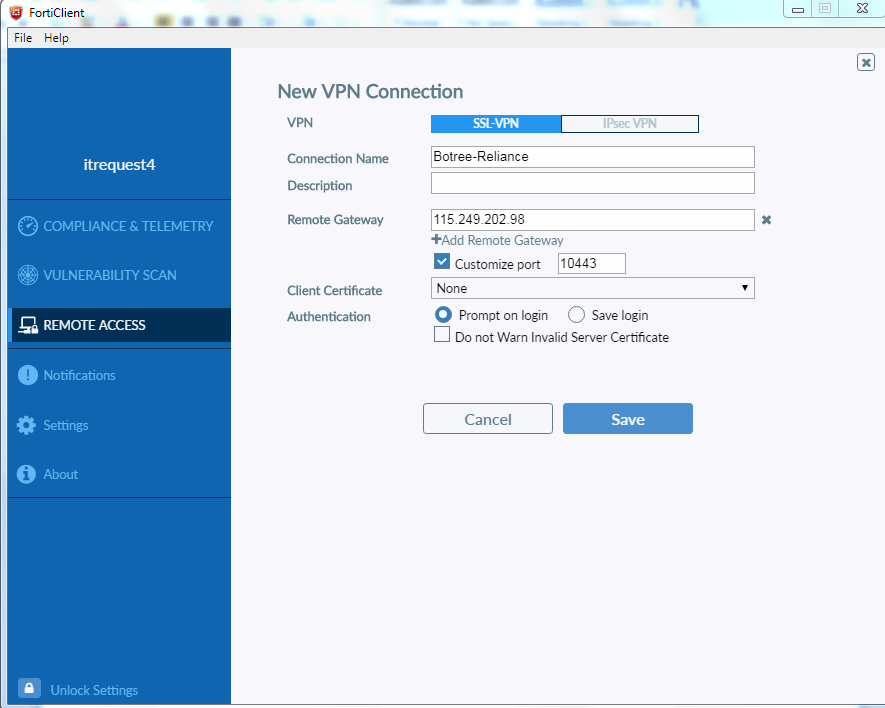 FortiClient
File Help
itrequest4
COMPLIANCE & TELEMETRY
VULNERABILITY SCAN
REMOTE ACCESS
Notifications
Settings
About
Unlock Settings
New VPN Connection
VPN SSL-VPN IPsec VPN
Connection Name Botree-Reliance
Description
Remote Gateway 115.249.202.98
+Add Remote Gateway
Customize port 10443
Client Certificate None
Authentication Prompt on login Save login
Do not Warn Invalid Server Certificate
Cancel Save